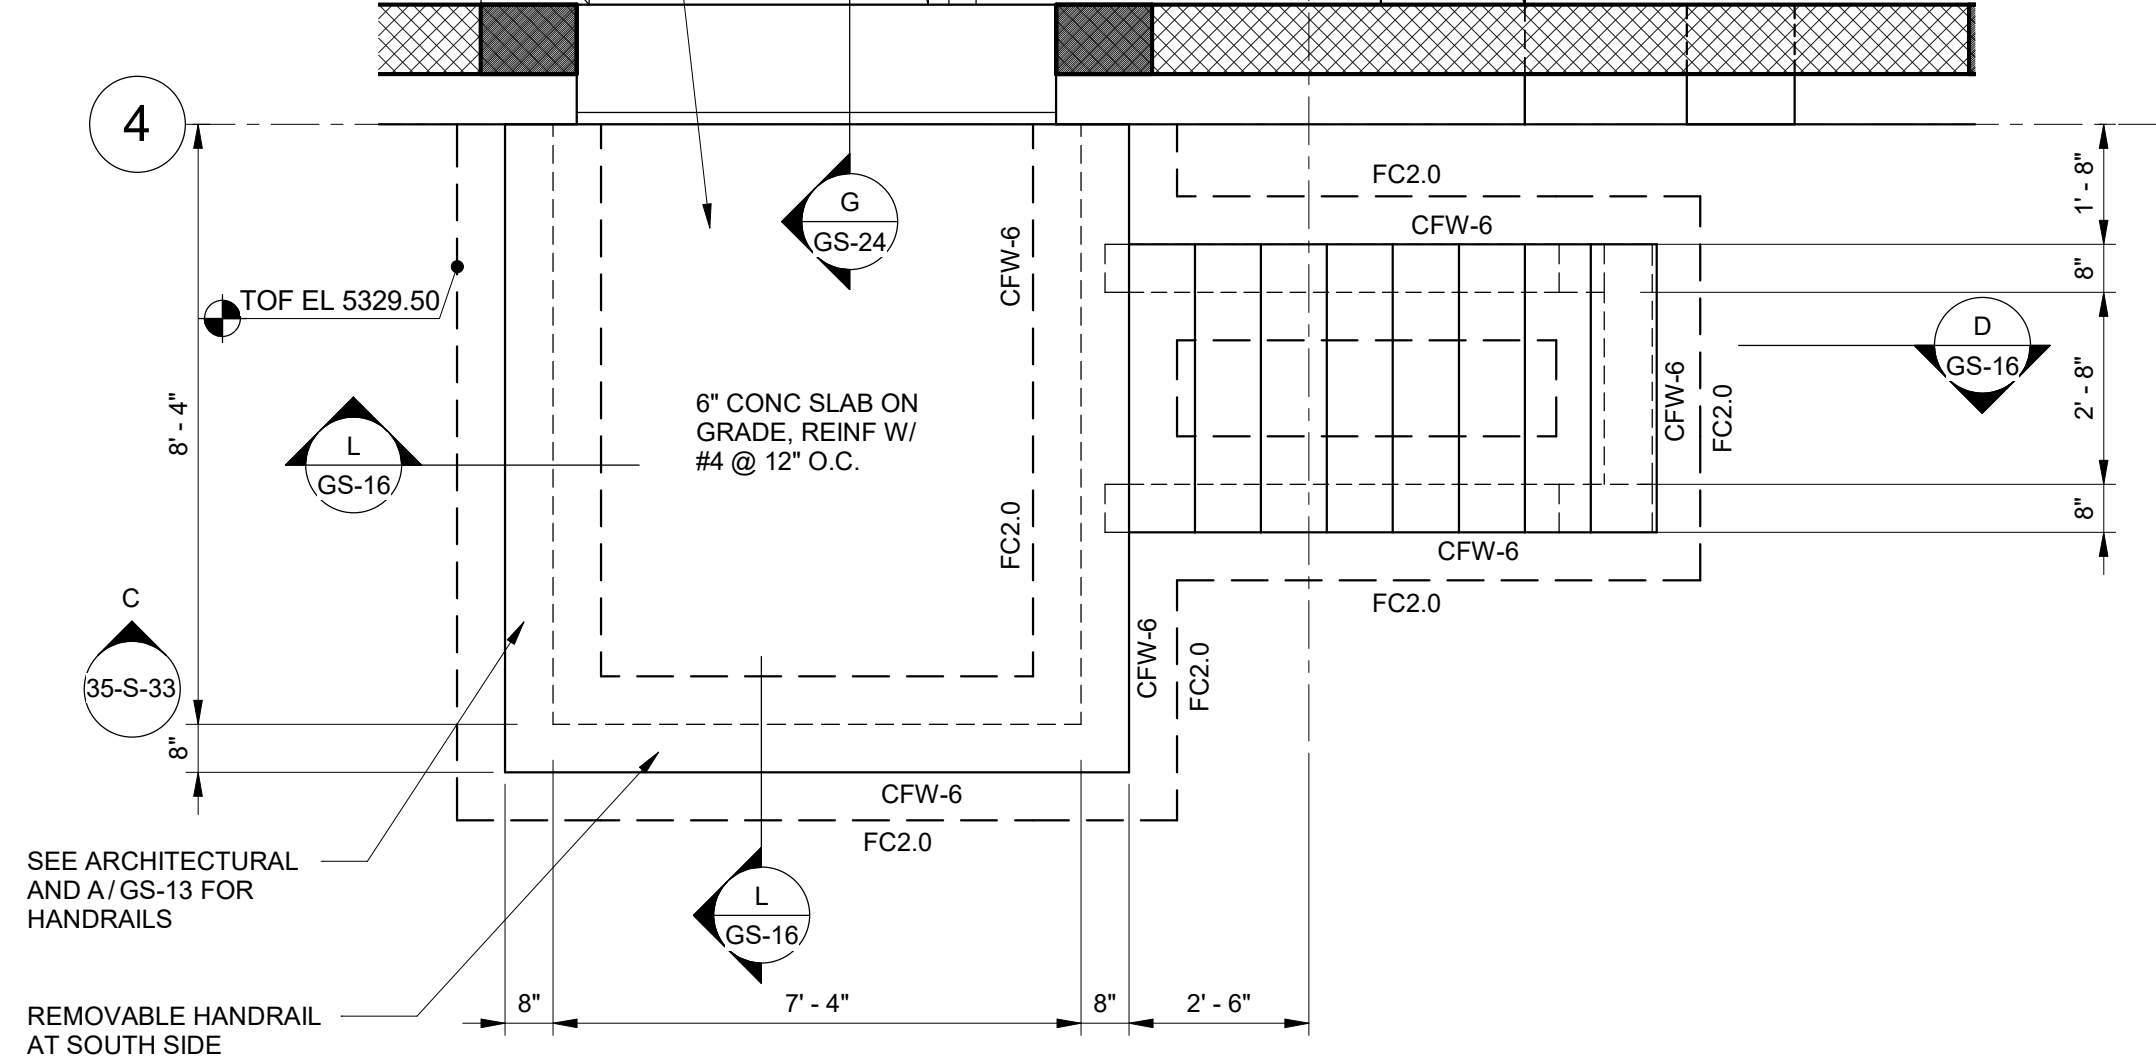 4
FC2.0
1' - 8"
G
GS-24
CFW-6
CFW-6
8"
TOF EL 5329.50
D
GS-16
8' - 4"
6" CONC SLAB ON
GRADE, REINF W/
#4 @ 12" O.C.
CFW-6
FC2.0
2' - 8"
L
GS-16
FC2.0
8"
CFW-6
FC2.0
C
35-S-33
CFW-6
FC2.0
8"
CFW-6
FC2.0
SEE ARCHITECTURAL
AND A / GS-13 FOR
HANDRAILS
L
GS-16
REMOVABLE HANDRAIL
AT SOUTH SIDE
8"
7' - 4"
8"
2' - 6"